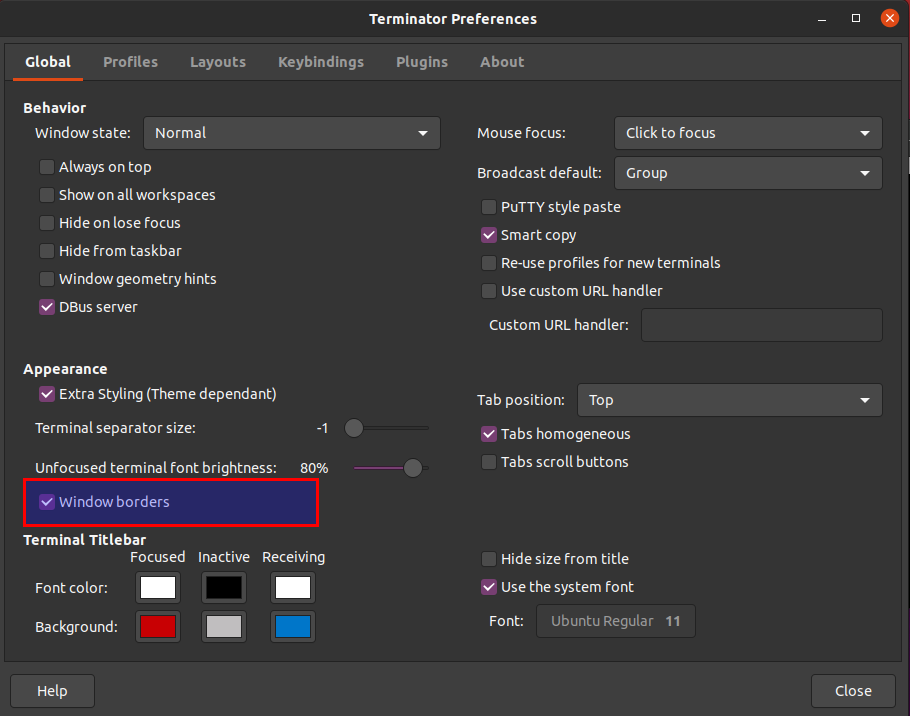 Terminator Preferences
Global Profiles Layouts Keybindings Plugins About
Behavior
Window state: Normal
Always on top
Show on all workspaces
Hide on lose focus
Hide from taskbar
Window geometry hints
DBus server
Mouse focus: Click to focus
Broadcast default: Group
PuTTY style paste
Smart copy
Re-use profiles for new terminals
Use custom URL handler
Custom URL handler:
Appearance
Extra Styling (Theme dependant)
Terminal separator size: -1
Unfocused terminal font brightness: 80%
Window borders
Tab position: Top
Tabs homogeneous
Tabs scroll buttons
Terminal Titlebar
Focused Inactive Receiving
Font color:
Background:
Hide size from title
Use the system font
Font: Ubuntu Regular 11
Help
Close